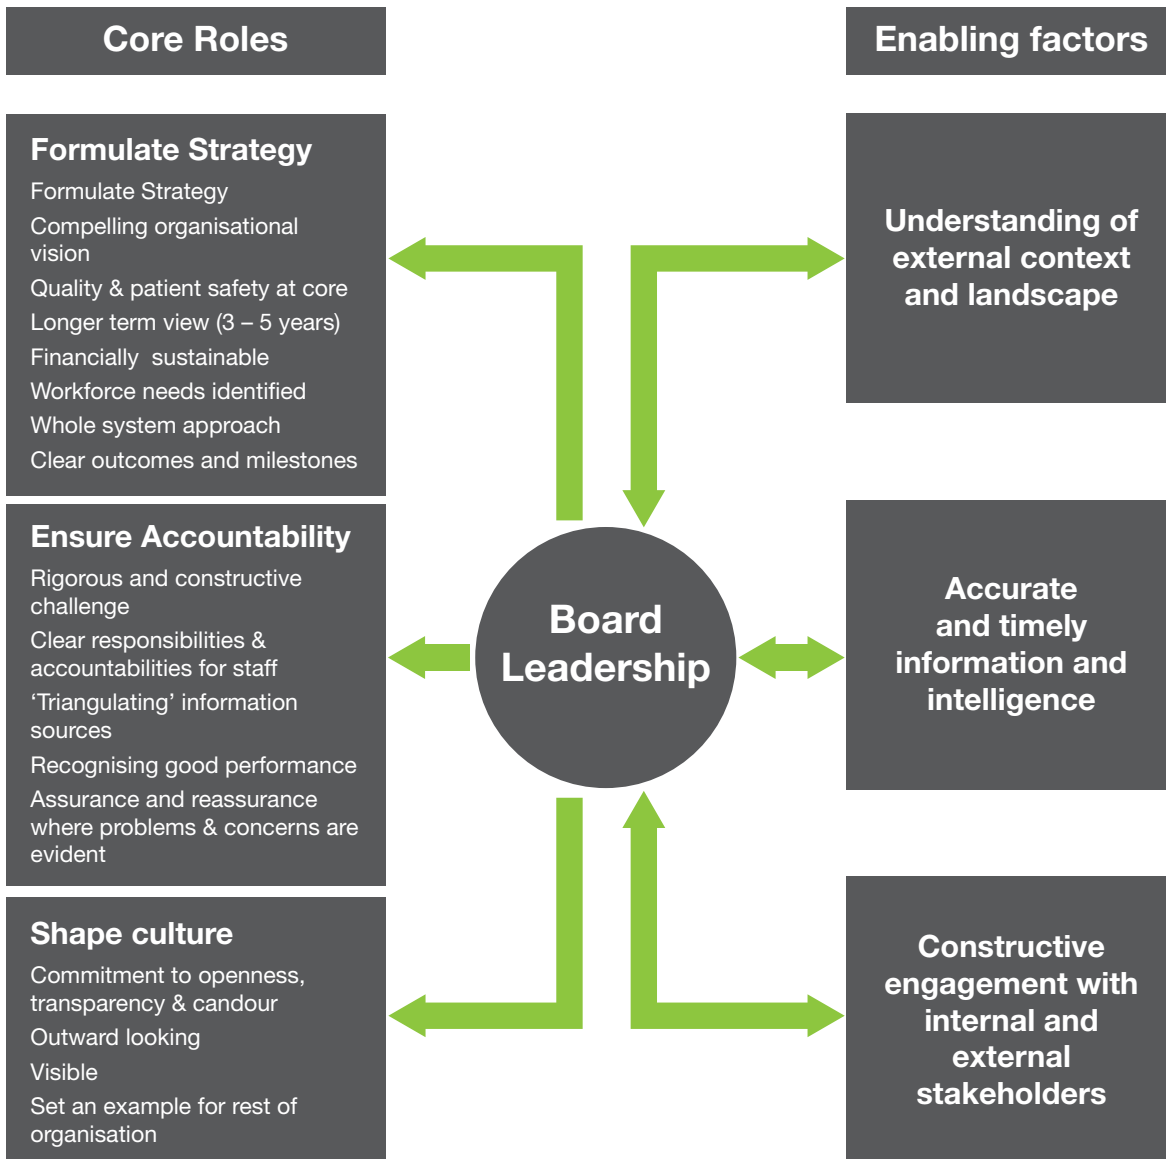 Core Roles
Formulate Strategy
Formulate Strategy
Compelling organisational
vision
Quality & patient safety at core
Longer term view (3 – 5 years)
Financially  sustainable
Workforce needs identified
Whole system approach
Clear outcomes and milestones
Ensure Accountability
Rigorous and constructive
challenge
Clear responsibilities &
accountabilities for staff
‘Triangulating’ information
sources
Recognising good performance
Assurance and reassurance
where problems & concerns are
evident
Shape culture
Commitment to openness,
transparency & candour
Outward looking
Visible
Set an example for rest of
organisation
Board
Leadership
Enabling factors
Understanding of
external context
and landscape
Accurate
and timely
information and
intelligence
Constructive
engagement with
internal and
external
stakeholders